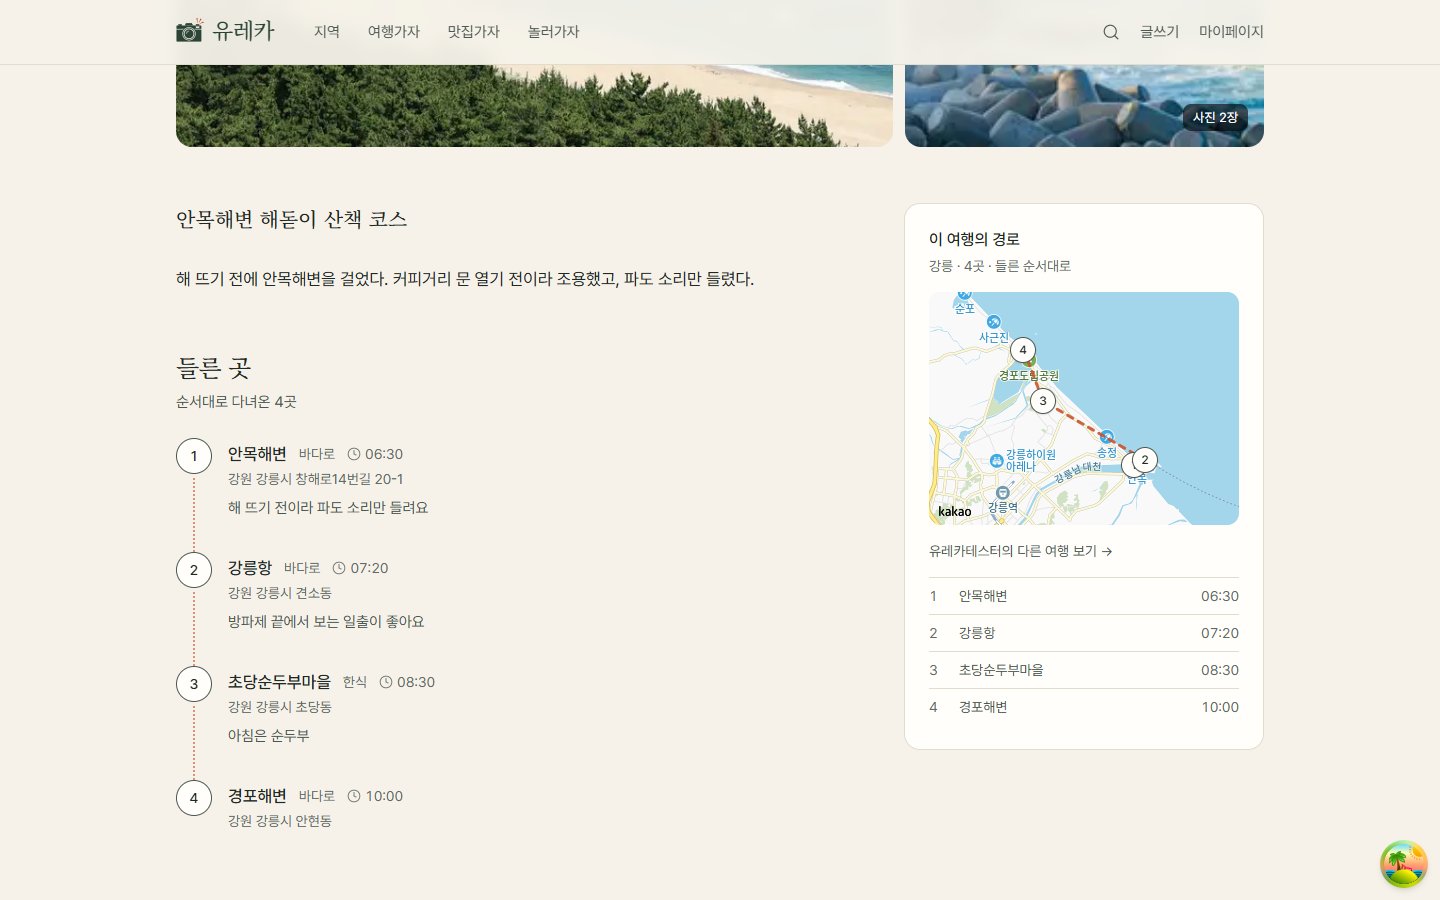 유레카
지역 여행가자 맛집가자 놀러가자
글쓰기 마이페이지
사진 2장
안목해변 해돋이 산책 코스
해 뜨기 전에 안목해변을 걸었다. 커피거리 문 열기 전이라 조용했고, 파도 소리만 들렸다.
들른 곳
순서대로 다녀온 4곳
1 안목해변 바다로 06:30
강원 강릉시 창해로14번길 20-1
해 뜨기 전이라 파도 소리만 들려요
2 강릉항 바다로 07:20
강원 강릉시 견소동
방파제 끝에서 보는 일출이 좋아요
3 초당순두부마을 한식 08:30
강원 강릉시 초당동
아침은 순두부
4 경포해변 바다로 10:00
강원 강릉시 안현동
이 여행의 경로
강릉 · 4곳 · 들른 순서대로
순포
사근진
4
경포도립공원
3
송정
2
강릉하이원
아레나
강릉남대천
안목
강릉역
kakao
유레카테스터의 다른 여행 보기 →
1 안목해변 06:30
2 강릉항 07:20
3 초당순두부마을 08:30
4 경포해변 10:00